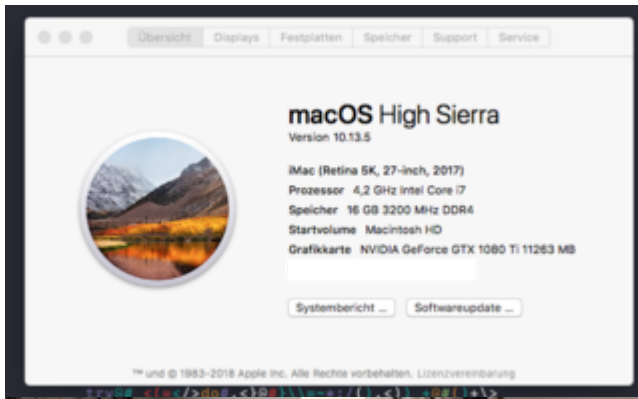 Übersicht Displays Festplatten Speicher Support Service
macOS High Sierra
Version 10.13.5
iMac (Retina 5K, 27-inch, 2017)
Prozessor 4,2 GHz Intel Core i7
Speicher 16 GB 3200 MHz DDR4
Startvolume Macintosh HD
Grafikkarte NVIDIA GeForce GTX 1080 Ti 11263 MB
Systembericht ... Softwareupdate ...
™ und © 1983-2018 Apple Inc. Alle Rechte vorbehalten. Lizenzvereinbarung